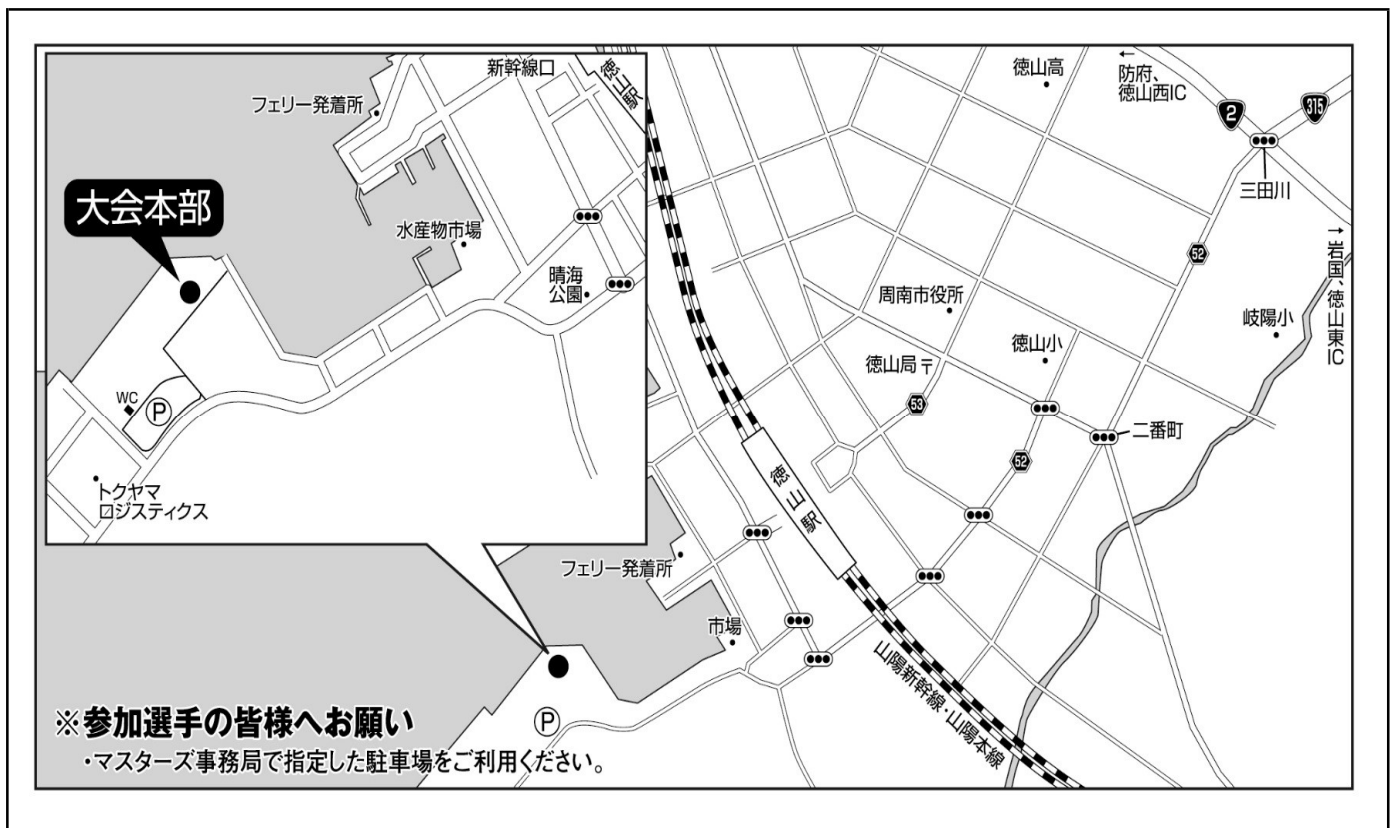 新幹線口
徳山駅
フェリー発着所
大会本部
水産物市場
晴海
公園
WC
P
トクヤマ
ロジスティクス
徳山高
←
防府、
徳山西IC
2
315
三田川
52
→岩国、徳山東IC
周南市役所
岐陽小
徳山小
徳山局〒
53
二番町
52
徳山駅
フェリー発着所
市場
山陽新幹線・山陽本線
P
※参加選手の皆様へお願い
・マスターズ事務局で指定した駐車場をご利用ください。